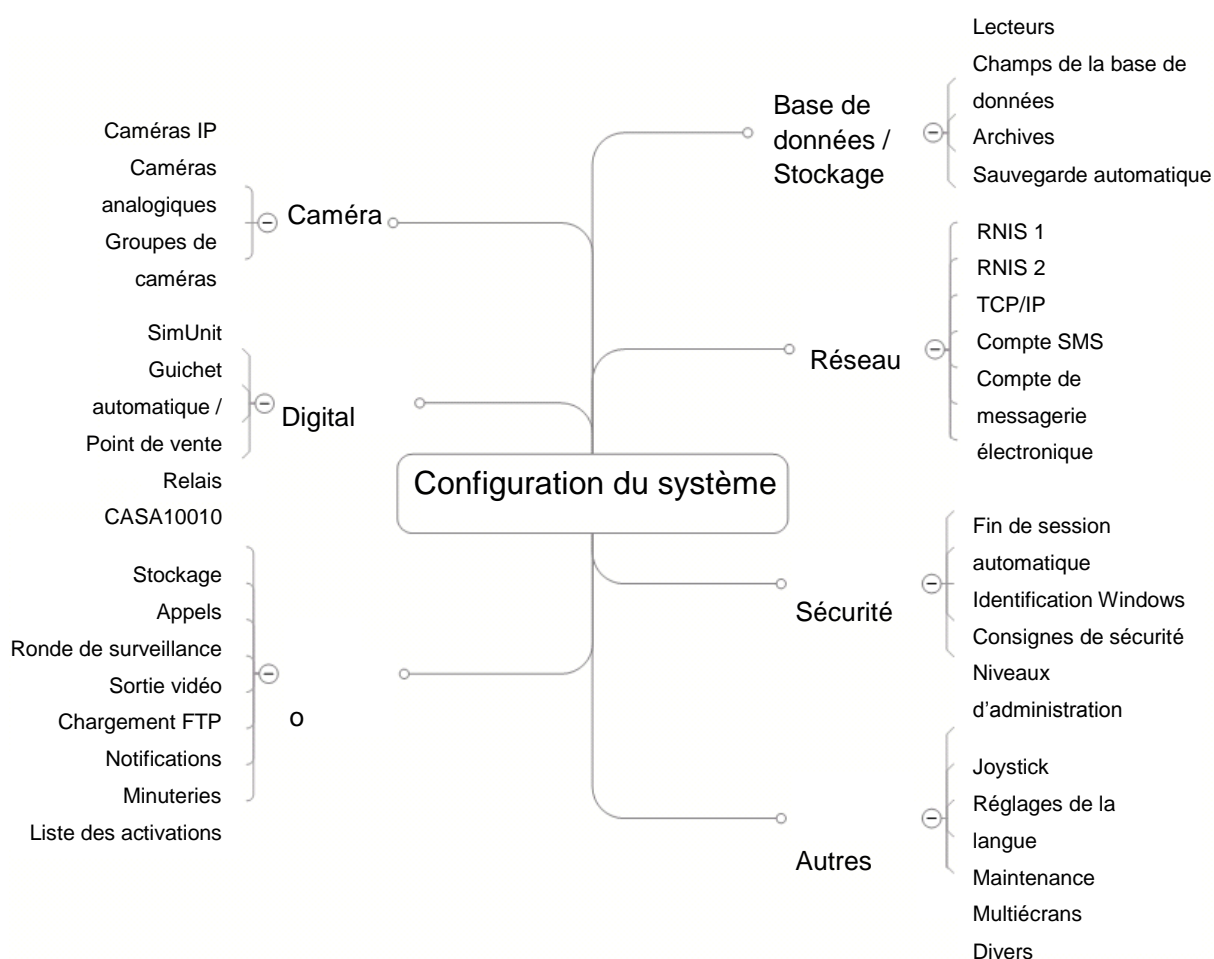 Configuration du système
Caméra
Caméras IP
Caméras
analogiques
Groupes de
caméras
Digital
SimUnit
Guichet
automatique /
Point de vente
Relais
CASA10010
o
Stockage
Appels
Ronde de surveillance
Sortie vidéo
Chargement FTP
Notifications
Minuteries
Liste des activations
Base de
données /
Stockage
Lecteurs
Champs de la base de
données
Archives
Sauvegarde automatique
Réseau
RNIS 1
RNIS 2
TCP/IP
Compte SMS
Compte de
messagerie
électronique
Sécurité
Fin de session
automatique
Identification Windows
Consignes de sécurité
Niveaux
d’administration
Autres
Joystick
Réglages de la
langue
Maintenance
Multiécrans
Divers